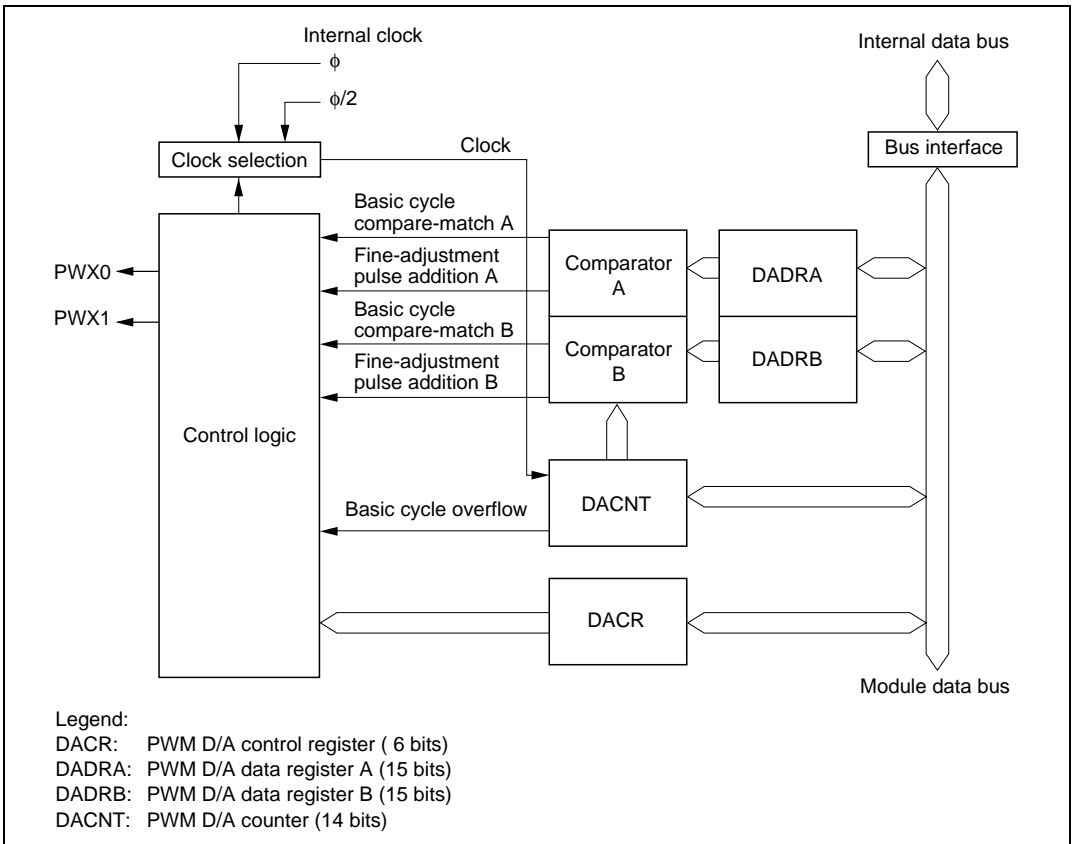 Internal clock
ϕ
ϕ/2
Internal data bus
Clock selection
Clock
Bus interface
Basic cycle
compare-match A
Fine-adjustment
pulse addition A
Basic cycle
compare-match B
Fine-adjustment
pulse addition B
Comparator
A
DADRA
Comparator
B
DADRB
PWX0
PWX1
Control logic
Basic cycle overflow
DACNT
DACR
Module data bus
Legend:
DACR: PWM D/A control register ( 6 bits)
DADRA: PWM D/A data register A (15 bits)
DADRB: PWM D/A data register B (15 bits)
DACNT: PWM D/A counter (14 bits)